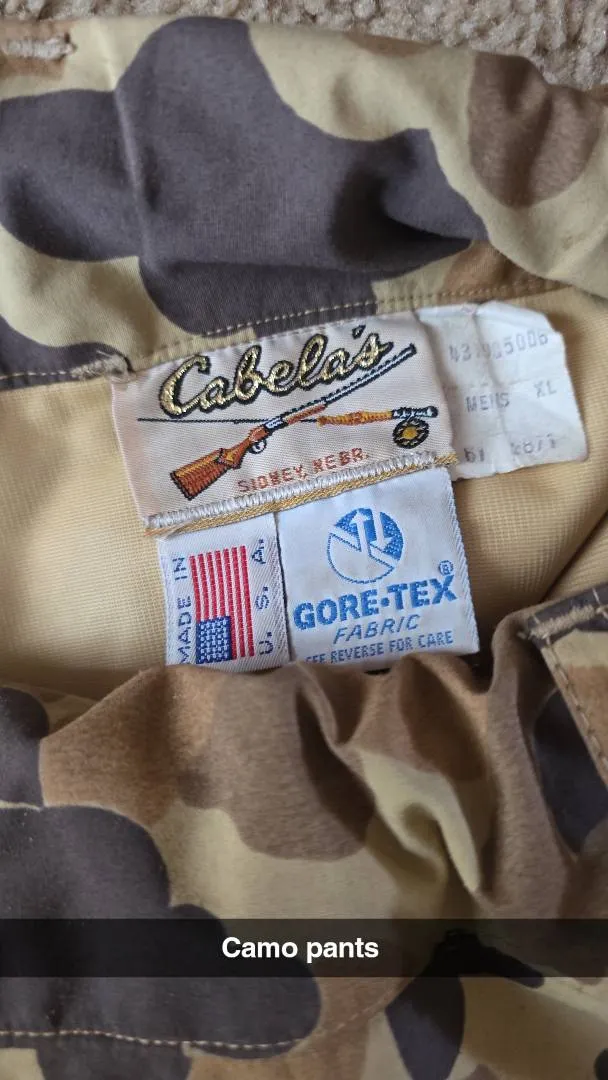 Cabela's
SIDNEY, NEBR.
MENS XL
MADE IN
U. S. A.
GORE-TEX®
FABRIC
SEE REVERSE FOR CARE
Camo pants